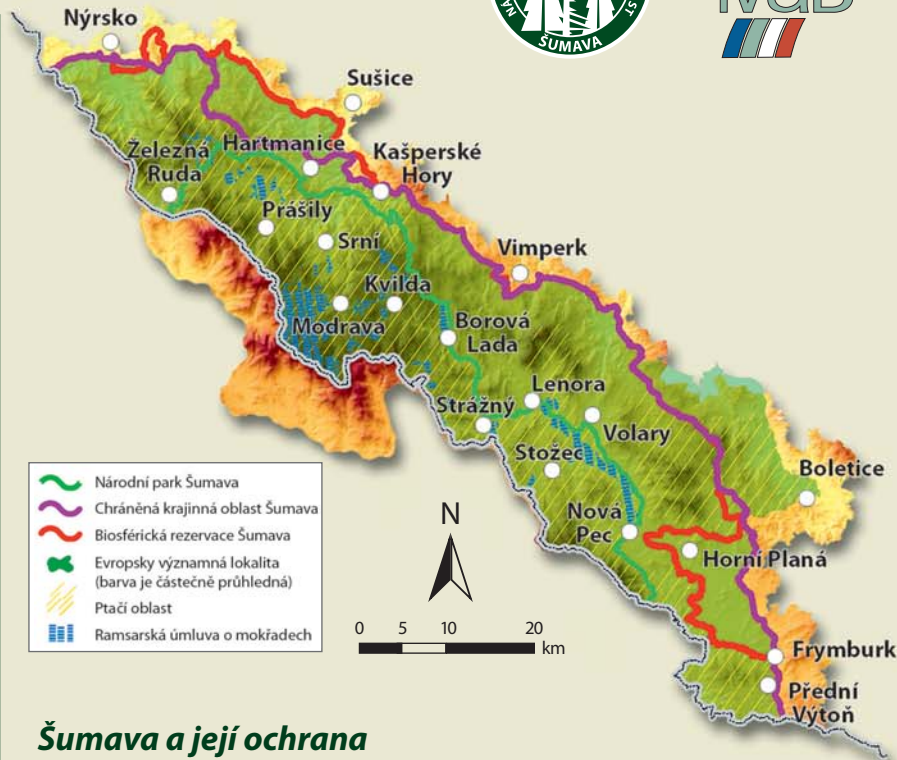 NÁ
ST
ŠUMAVA
Nýrsko
Sušice
Železná
Ruda
Hartmanice
Kašperské
Hory
Prášily
Srní
Vimperk
Kvilda
Modrava
Borová
Lada
Lenora
Strážný
Volary
Stožec
Boletice
Nová
Pec
Horní Planá
Frymburk
Přední
Výtoň
Národní park Šumava
Chráněná krajinná oblast Šumava
Biosférická rezervace Šumava
Evropsky významná lokalita
(barva je částečně průhledná)
Ptačí oblast
Ramsarská úmluva o mokřadech
N
0 5 10 20
km
Šumava a její ochrana